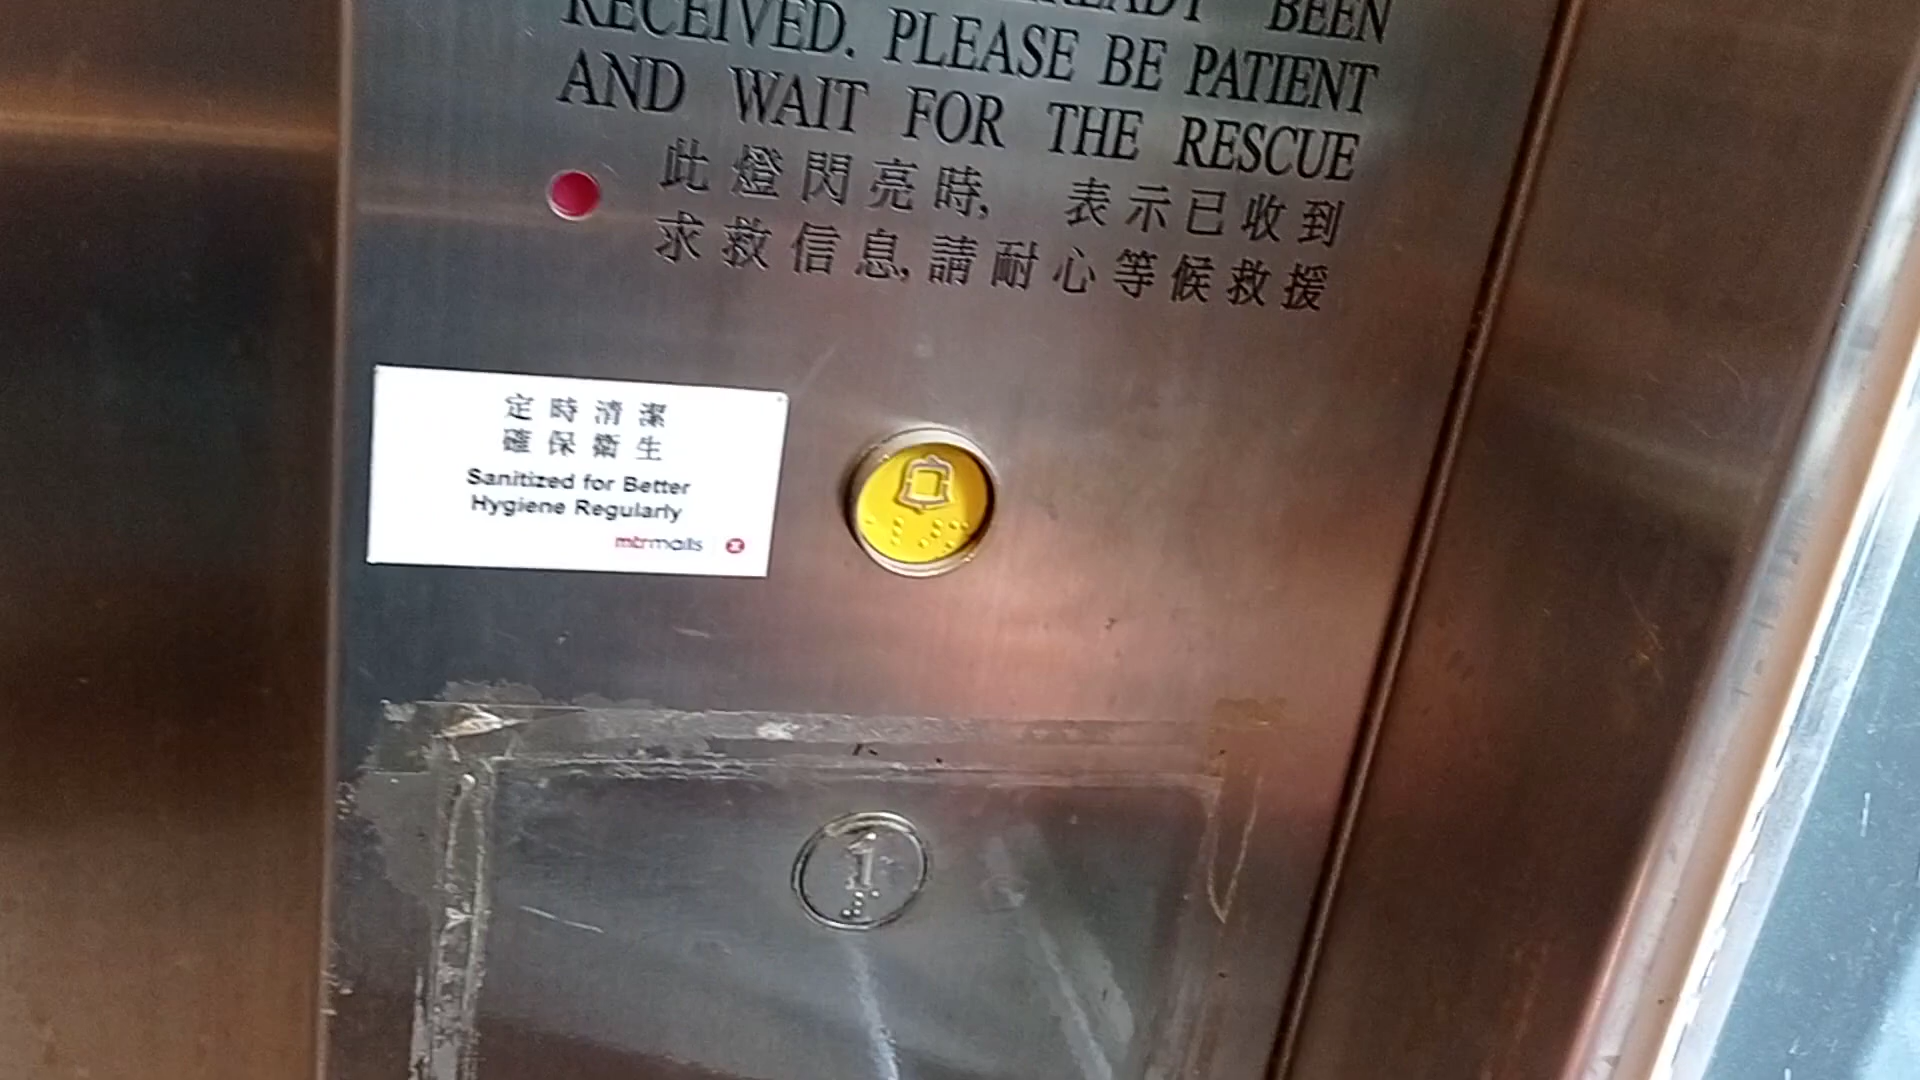 ALREADY BEEN
RECEIVED. PLEASE BE PATIENT
AND WAIT FOR THE RESCUE
此燈閃亮時, 表示已收到
求救信息, 請耐心等候救援
定時清潔
確保衛生
Sanitized for Better
Hygiene Regularly
mtrmalls
1